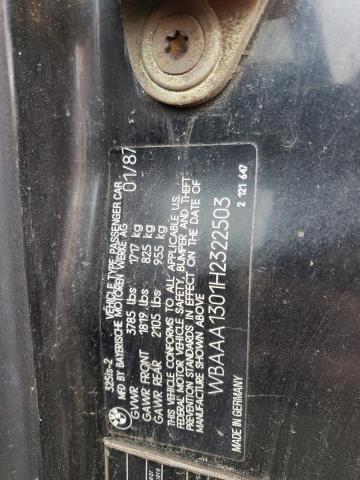 325is-2
VEHICLE TYPE PASSENGER CAR
MFD BY BAYERISCHE MOTOREN WERKE AG 01/87
GVWR 3785 lbs 1717 kg
GAWR FRONT 1819 lbs 825 kg
GAWR REAR 2105 lbs 955 kg
THIS VEHICLE CONFORMS TO ALL APPLICABLE U.S.
FEDERAL MOTOR VEHICLE SAFETY, BUMPER AND THEFT
STANDARDS IN EFFECT ON THE DATE OF
MANUFACTURE SHOWN ABOVE
WBAAA1301H2322503
MADE IN GERMANY 2 121 647